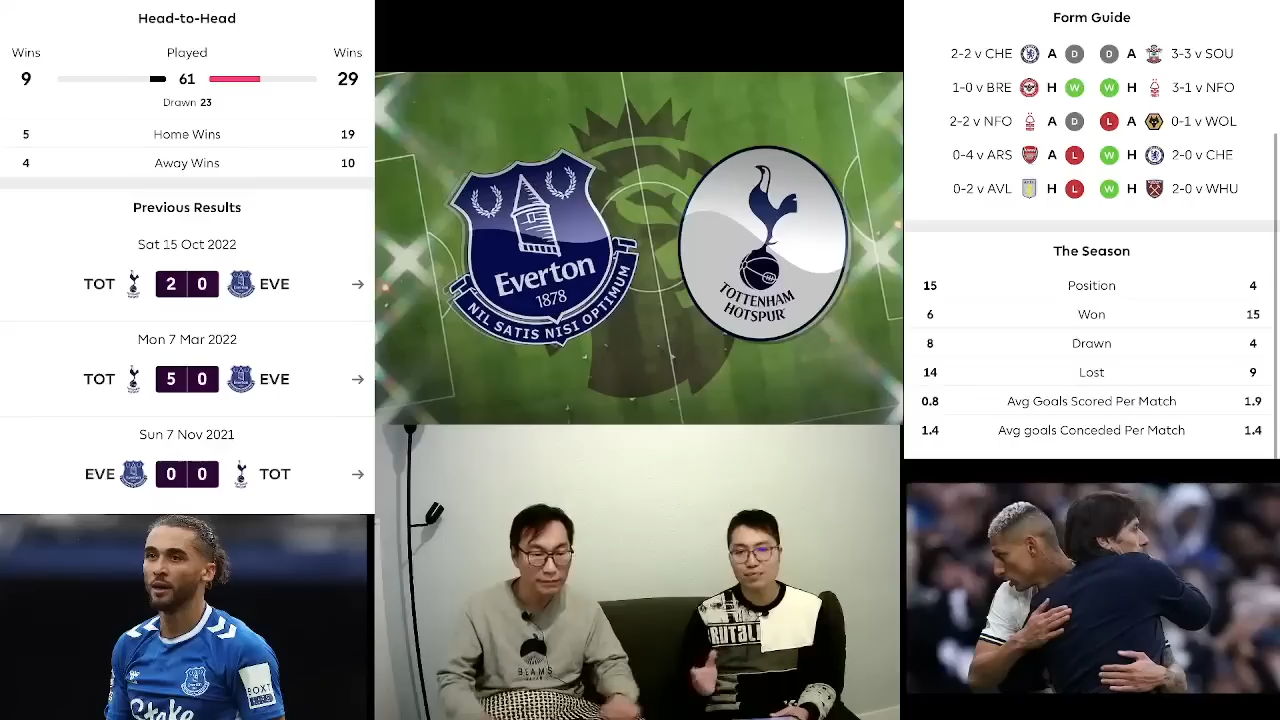 Head-to-Head
Wins
Played
Wins
9
61
29
Drawn 23
5
Home Wins
19
4
Away Wins
10
Previous Results
Sat 15 Oct 2022
TOT
2
0
EVE
Mon 7 Mar 2022
TOT
5
0
EVE
Sun 7 Nov 2021
EVE
0
0
TOT
Everton
1878
NIL SATIS NISI OPTIMUM
TOTTENHAM
HOTSPUR
Form Guide
2-2 v CHE
A
D
D
A
3-3 v SOU
1-0 v BRE
H
W
W
H
3-1 v NFO
2-2 v NFO
A
D
L
A
0-1 v WOL
0-4 v ARS
A
L
W
H
2-0 v CHE
0-2 v AVL
H
L
W
H
2-0 v WHU
The Season
15
Position
4
6
Won
15
8
Drawn
4
14
Lost
9
0.8
Avg Goals Scored Per Match
1.9
1.4
Avg goals Conceded Per Match
1.4
BEAMS
BRUTALI
Stake